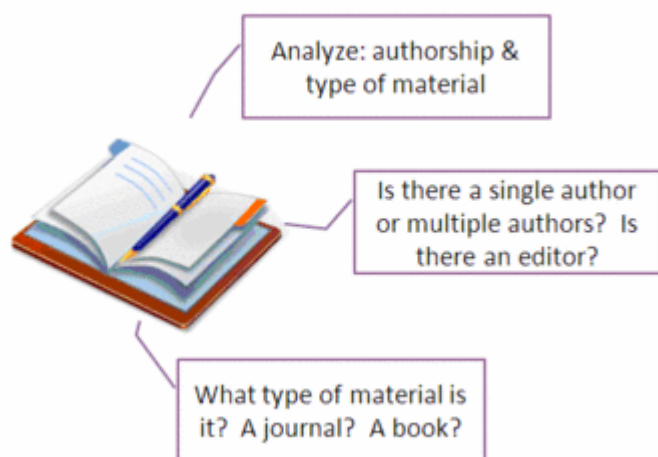 Analyze: authorship &
type of material
Is there a single author
or multiple authors?  Is
there an editor?
What type of material is
it?  A journal?  A book?